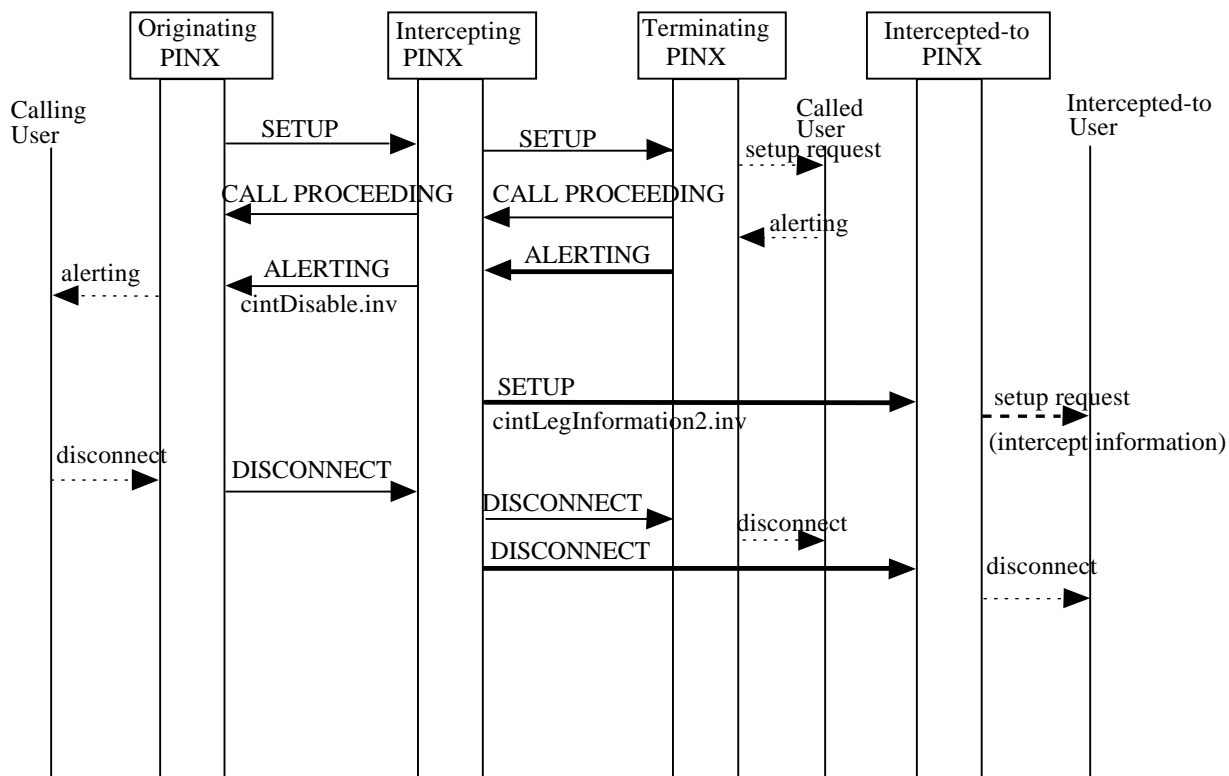 Originating
PINX
Intercepting
PINX
Terminating
PINX
Intercepted-to
PINX
Calling
User
Called
User
Intercepted-to
User
SETUP
SETUP
setup request
CALL PROCEEDING
CALL PROCEEDING
alerting
ALERTING
ALERTING
alerting
cintDisable.inv
SETUP
cintLegInformation2.inv
setup request
(intercept information)
disconnect
DISCONNECT
DISCONNECT
disconnect
DISCONNECT
disconnect